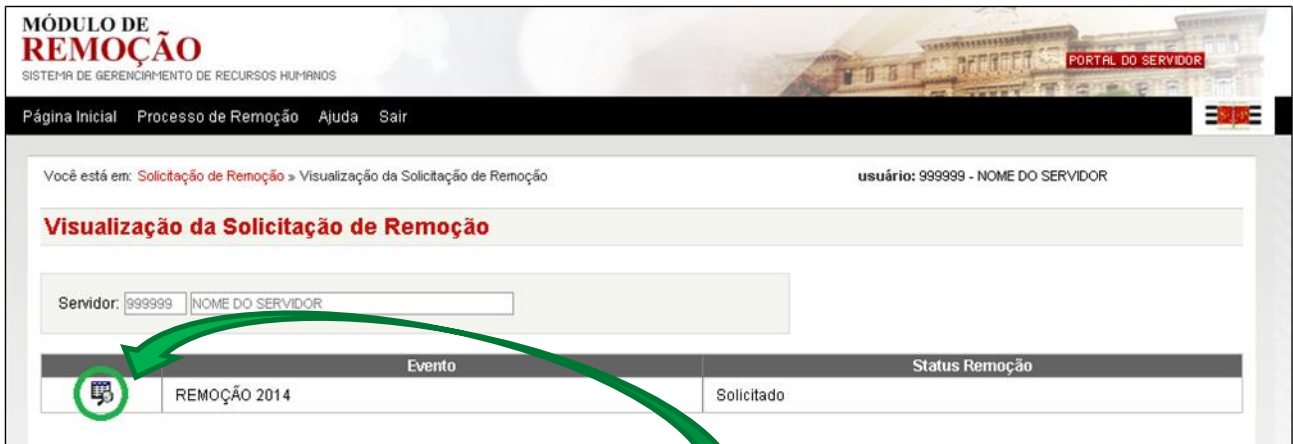 MÓDULO DE
REMOÇÃO
SISTEMA DE GERENCIAMENTO DE RECURSOS HUMANOS
PORTAL DO SERVIDOR
Página Inicial Processo de Remoção Ajuda Sair
Você está em: Solicitação de Remoção » Visualização da Solicitação de Remoção usuário: 999999 - NOME DO SERVIDOR
Visualização da Solicitação de Remoção
Servidor: 999999 NOME DO SERVIDOR
Evento Status Remoção
REMOÇÃO 2014 Solicitado